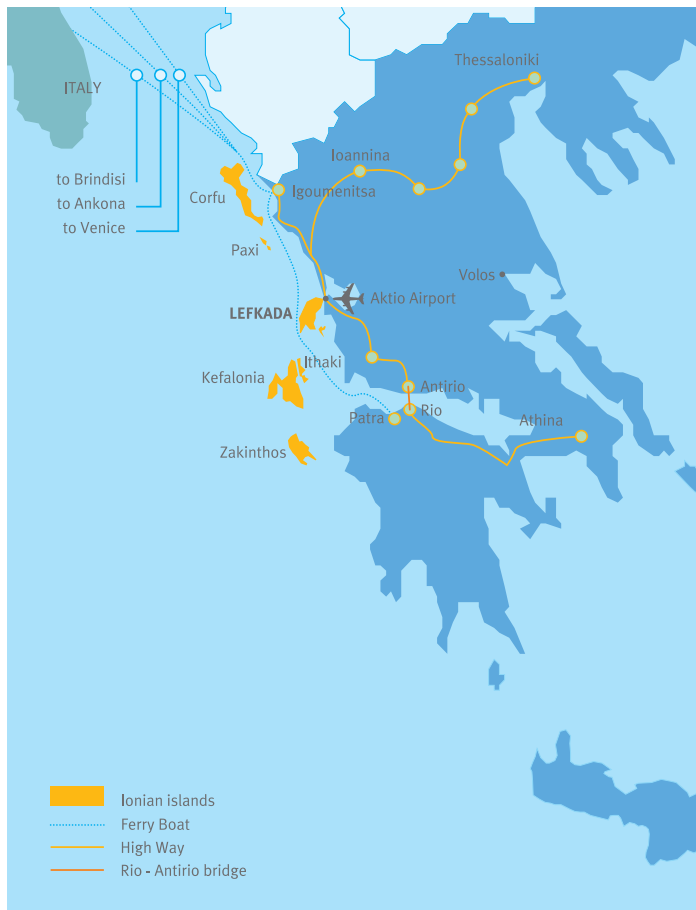 Thessaloniki
ITALY
Ioannina
to Brindisi
Igoumenitsa
Corfu
to Ankona
to Venice
Paxi
Volos
Aktio Airport
LEFKADA
Ithaki
Kefalonia
Antirio
Rio
Patra
Athina
Zakinthos
Ionian islands
Ferry Boat
High Way
Rio - Antirio bridge